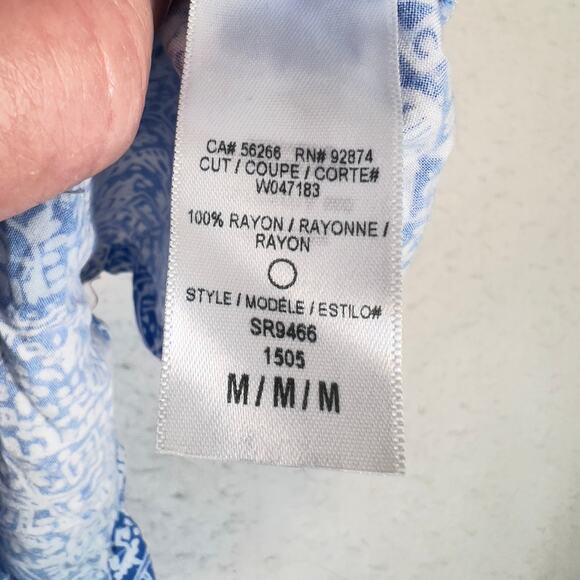 CA# 56266 RN# 92874
CUT / COUPE / CORTE#
W047183
100% RAYON / RAYONNE /
RAYON
STYLE / MODÈLE / ESTILO#
SR9466
1505
M / M / M